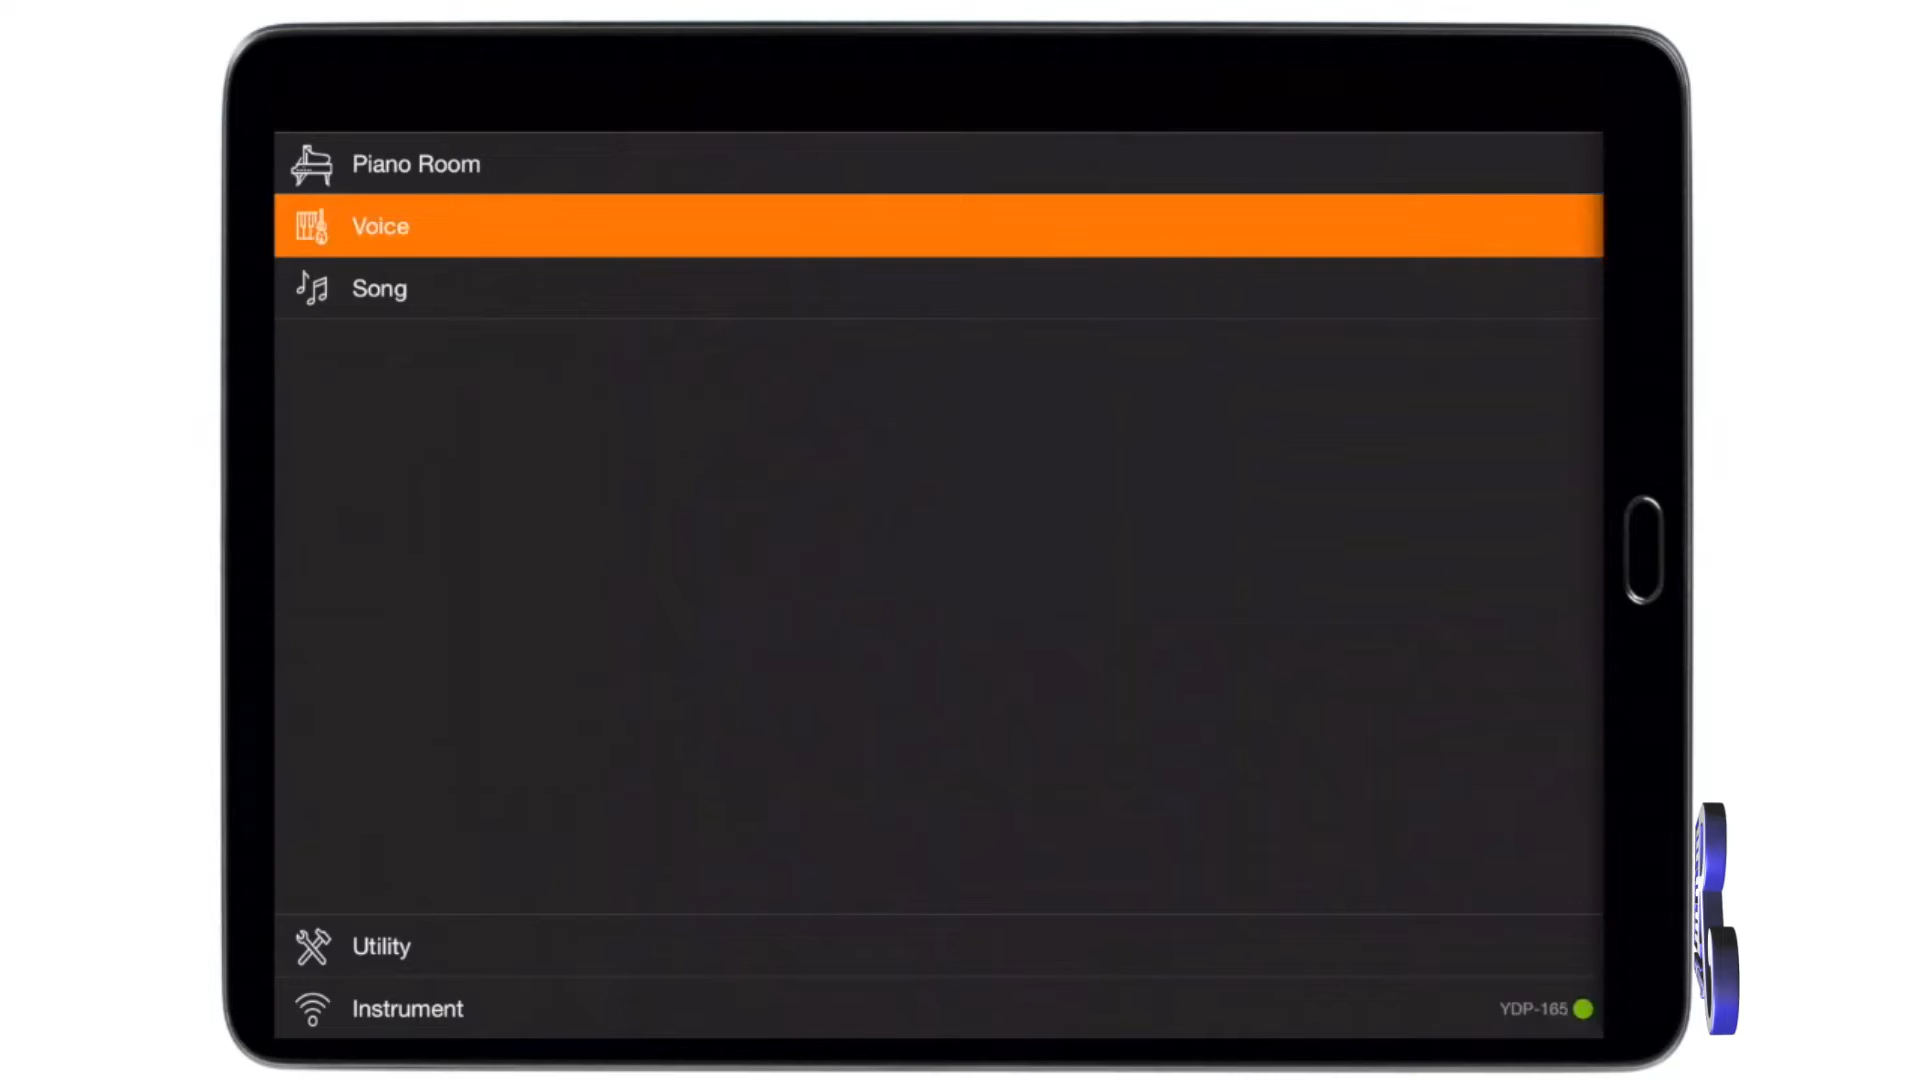 Piano Room
Voice
Song
Utility
Instrument
YDP-165